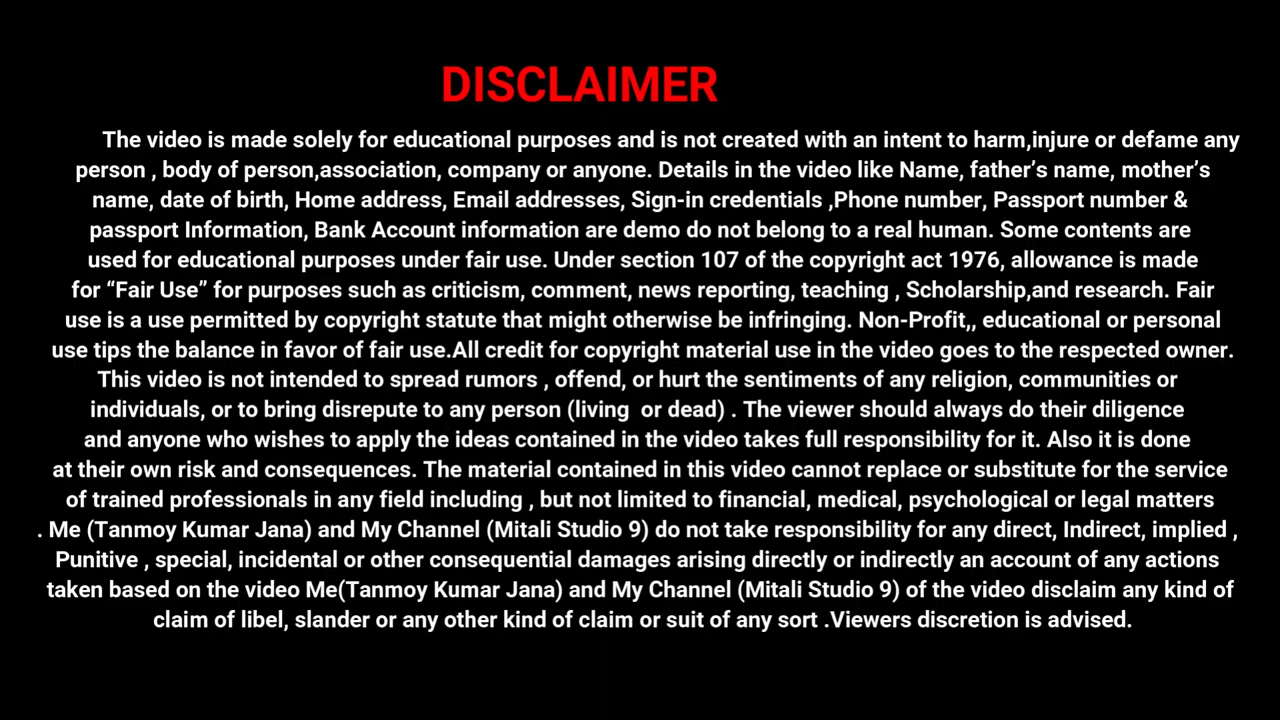 DISCLAIMER
The video is made solely for educational purposes and is not created with an intent to harm,injure or defame any
person , body of person,association, company or anyone. Details in the video like Name, father’s name, mother’s
name, date of birth, Home address, Email addresses, Sign-in credentials ,Phone number, Passport number &
passport Information, Bank Account information are demo do not belong to a real human. Some contents are
used for educational purposes under fair use. Under section 107 of the copyright act 1976, allowance is made
for “Fair Use” for purposes such as criticism, comment, news reporting, teaching , Scholarship,and research. Fair
use is a use permitted by copyright statute that might otherwise be infringing. Non-Profit,, educational or personal
use tips the balance in favor of fair use.All credit for copyright material use in the video goes to the respected owner.
This video is not intended to spread rumors , offend, or hurt the sentiments of any religion, communities or
individuals, or to bring disrepute to any person (living  or dead) . The viewer should always do their diligence
and anyone who wishes to apply the ideas contained in the video takes full responsibility for it. Also it is done
at their own risk and consequences. The material contained in this video cannot replace or substitute for the service
of trained professionals in any field including , but not limited to financial, medical, psychological or legal matters
. Me (Tanmoy Kumar Jana) and My Channel (Mitali Studio 9) do not take responsibility for any direct, Indirect, implied ,
Punitive , special, incidental or other consequential damages arising directly or indirectly an account of any actions
taken based on the video Me(Tanmoy Kumar Jana) and My Channel (Mitali Studio 9) of the video disclaim any kind of
claim of libel, slander or any other kind of claim or suit of any sort .Viewers discretion is advised.